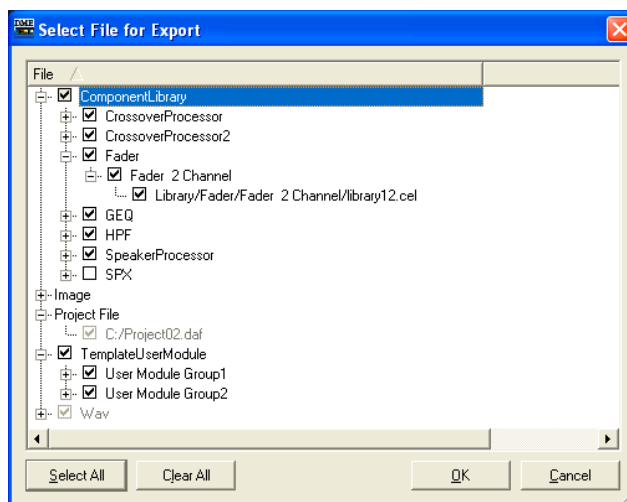 DME
Select File for Export
File
ComponentLibrary
CrossoverProcessor
CrossoverProcessor2
Fader
Fader 2 Channel
Library/Fader/Fader 2 Channel/library12.cel
GEQ
HPF
SpeakerProcessor
SPX
Image
Project File
C:/Project02.daf
TemplateUserModule
User Module Group1
User Module Group2
Wav
Select All Clear All OK Cancel